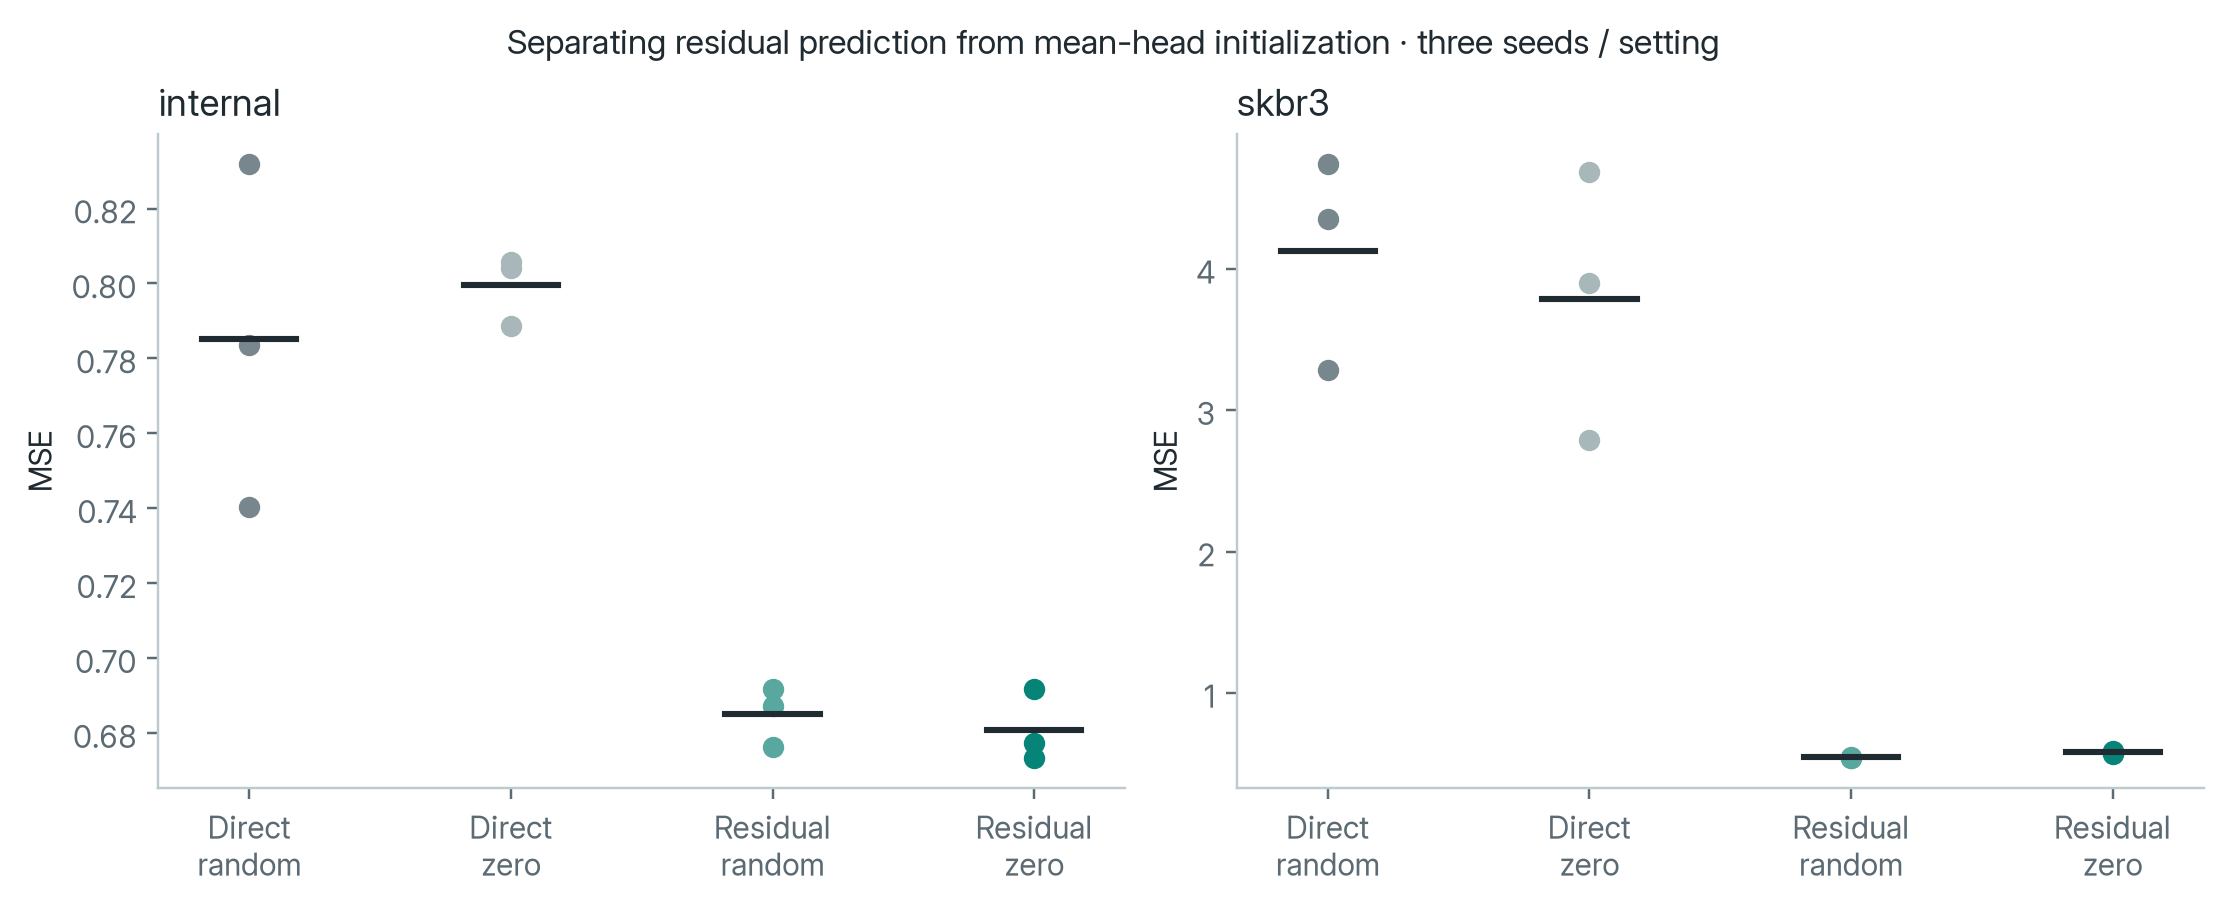 Separating residual prediction from mean-head initialization · three seeds / setting
internal
MSE
0.82
0.80
0.78
0.76
0.74
0.72
0.70
0.68
Direct
random
Direct
zero
Residual
random
Residual
zero
skbr3
MSE
4
3
2
1
Direct
random
Direct
zero
Residual
random
Residual
zero